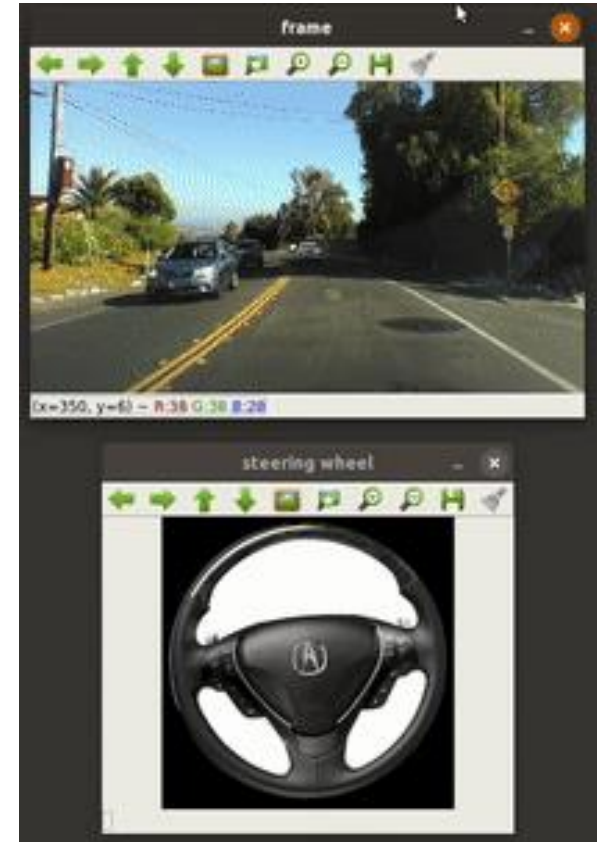 frame
(x=350, y=6) ~ R:38 G:38 B:28
steering wheel